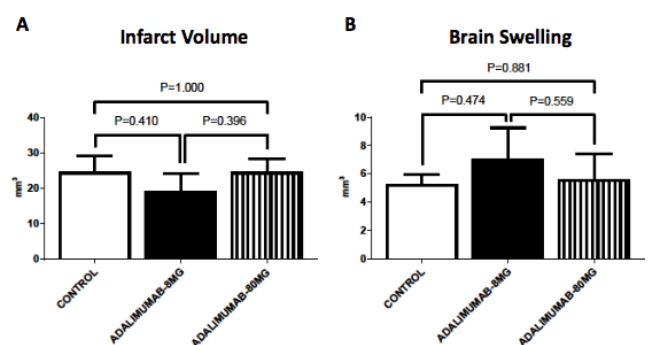 A
Infarct Volume
P=1.000
P=0.410
P=0.396
40
30
20
10
0
mm³
CONTROL
ADALIMUMAB-8MG
ADALIMUMAB-80MG
B
Brain Swelling
P=0.881
P=0.474
P=0.559
10
8
6
4
2
0
mm³
CONTROL
ADALIMUMAB-8MG
ADALIMUMAB-80MG